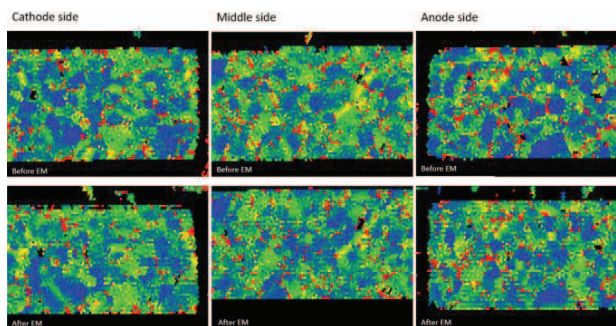 Cathode side
Middle side
Anode side
Before EM
Before EM
Before EM
After EM
After EM
After EM